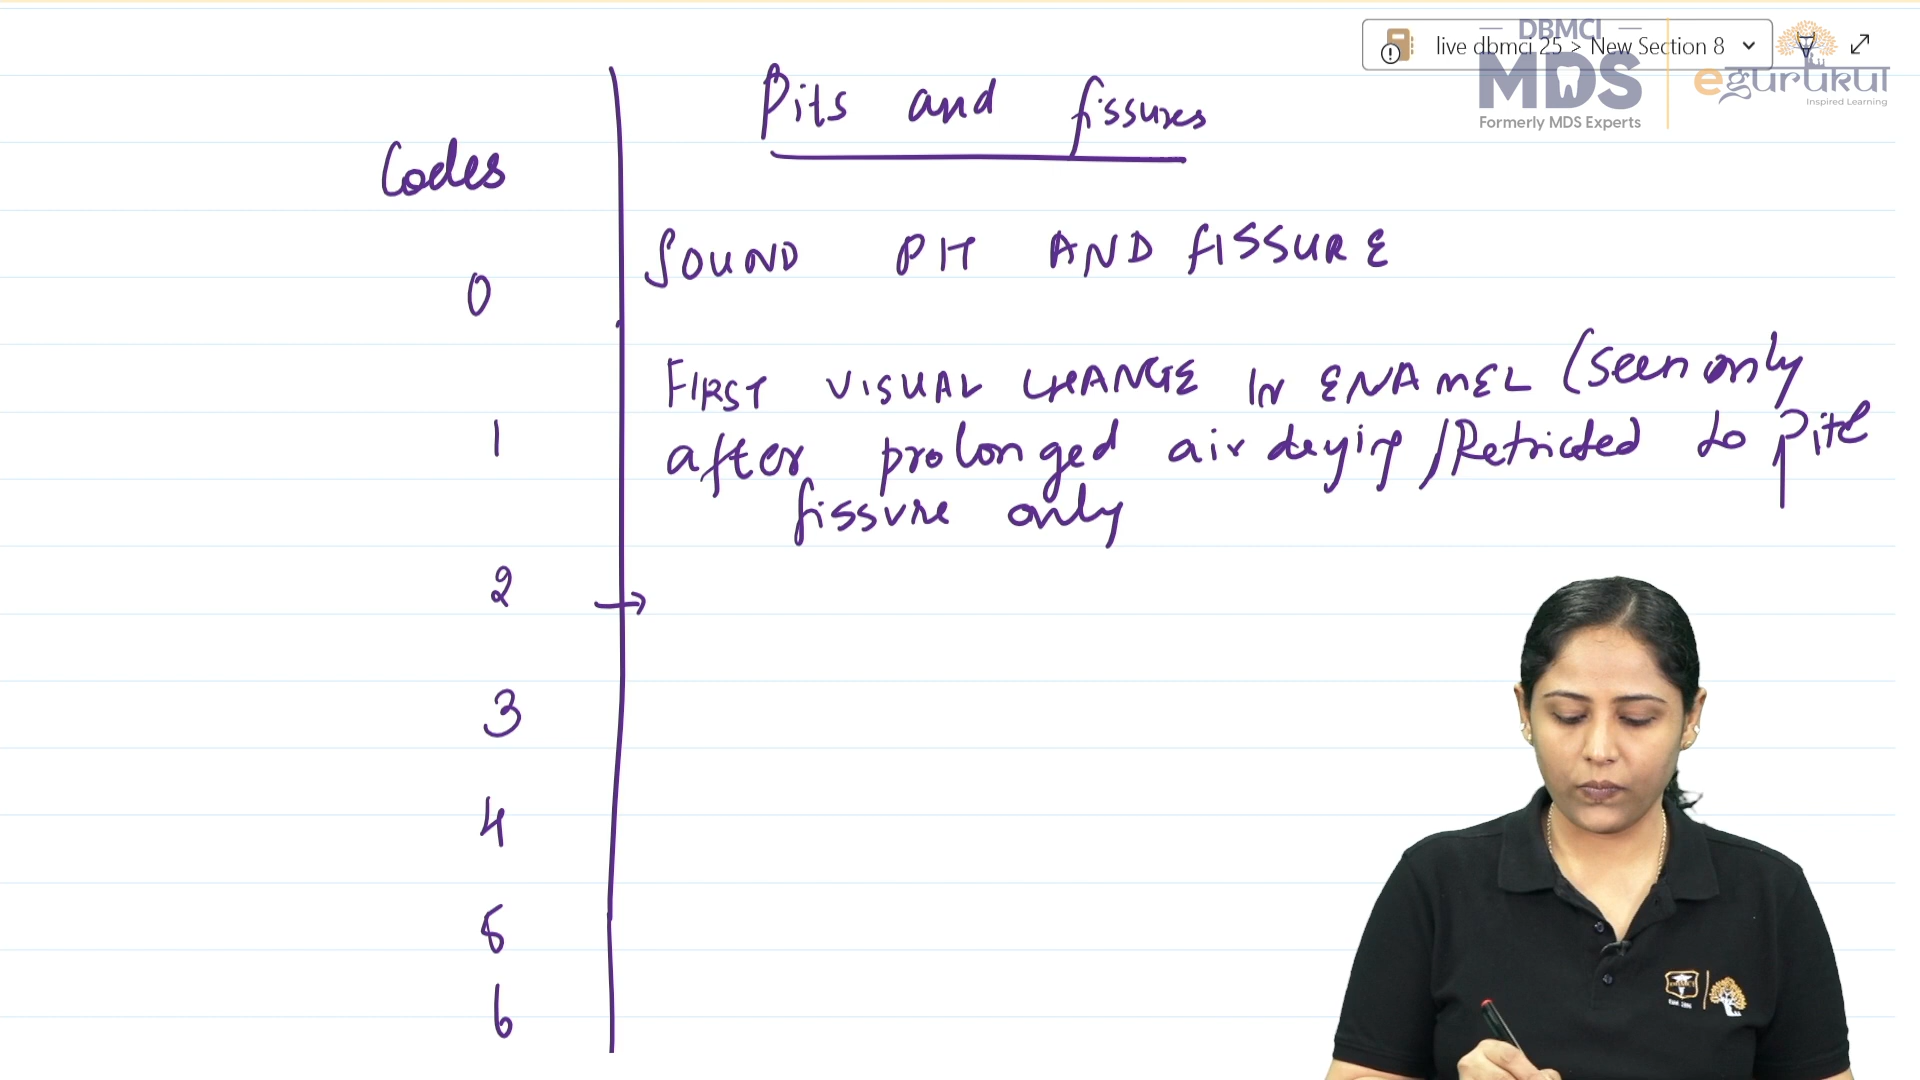 DBMCI
live dbmci 25 > New Section 8
MDS
Formerly MDS Experts
egurukul
Inspired Learning
Pits and fissures
Codes
SOUND PIT AND FISSURE
0
FIRST VISUAL CHANGE IN ENAMEL (Seen only
1
after prolonged air drying / Retricted to pit &
fissure only
2 →
3
4
5
6